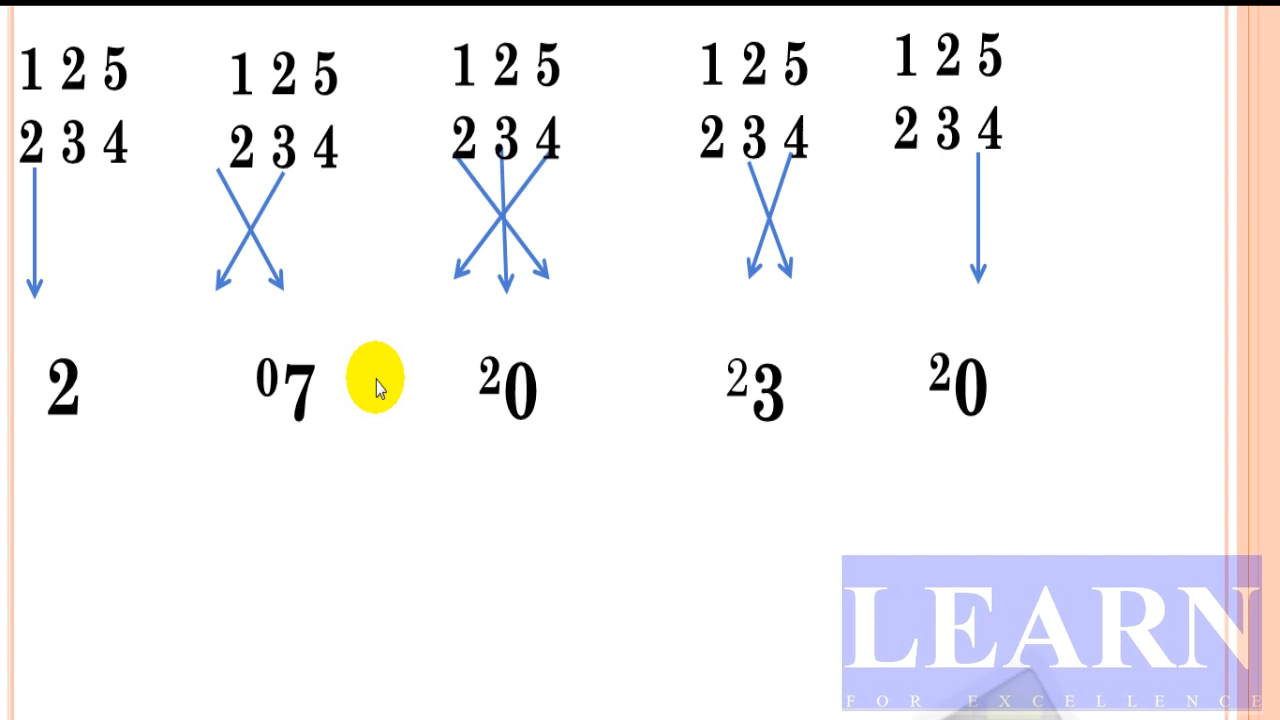 1 2 5 1 2 5 1 2 5 1 2 5 1 2 5
2 3 4 2 3 4 2 3 4 2 3 4 2 3 4
2 ⁰7 ²0 ²3 ²0
LEARN
FOR EXCELLENCE